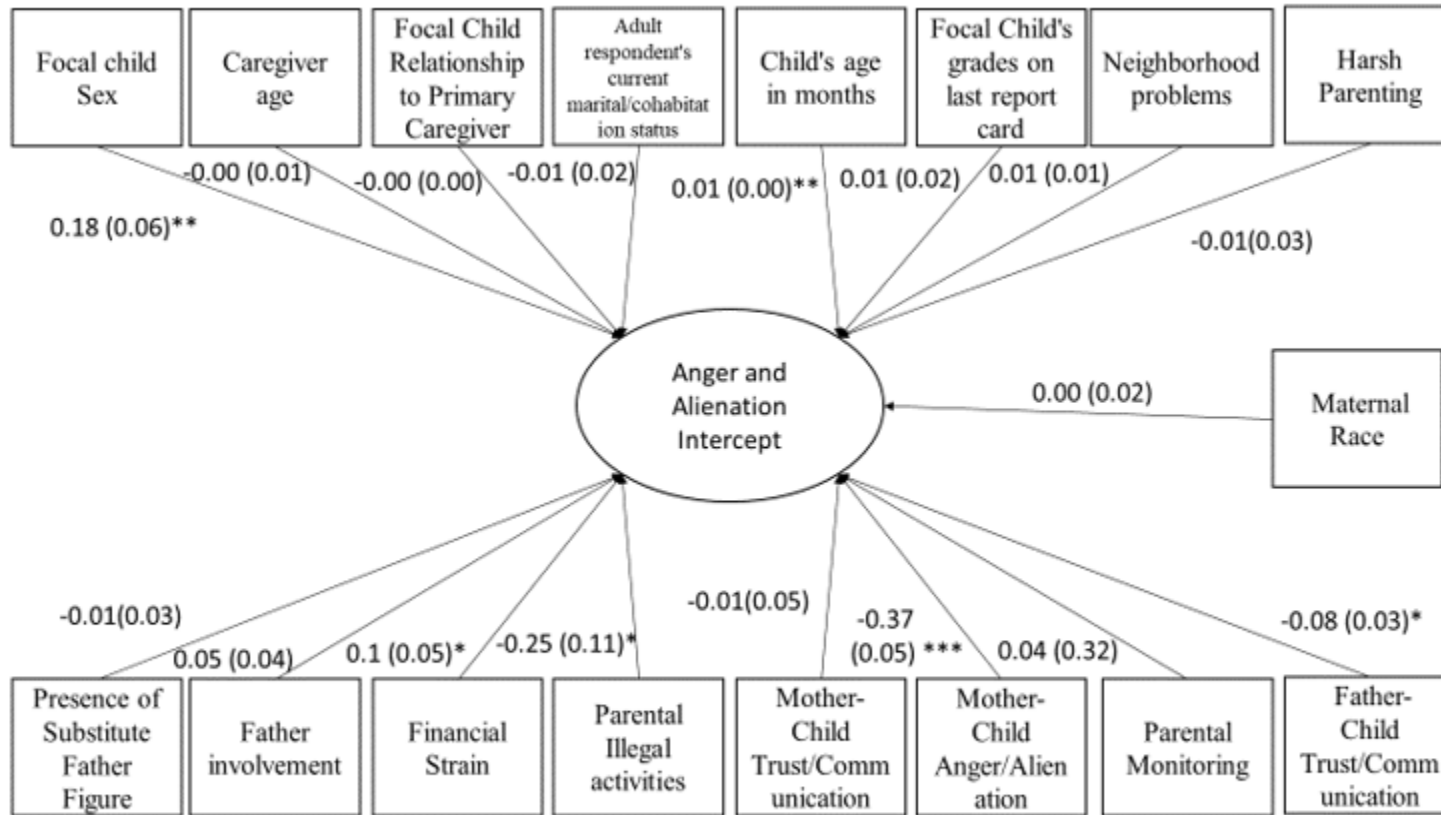 Focal child
Sex
Caregiver
age
Focal Child
Relationship
to Primary
Caregiver
Adult
respondent's
current
marital/cohabitat
ion status
Child's age
in months
Focal Child's
grades on
last report
card
Neighborhood
problems
Harsh
Parenting
0.18 (0.06)**
-0.00 (0.01)
-0.00 (0.00)
-0.01 (0.02)
0.01 (0.00)**
0.01 (0.02)
0.01 (0.01)
-0.01(0.03)
Anger and
Alienation
Intercept
0.00 (0.02)
Maternal
Race
-0.01(0.03)
0.05 (0.04)
0.1 (0.05)*
-0.25 (0.11)*
-0.01(0.05)
-0.37
(0.05) ***
0.04 (0.32)
-0.08 (0.03)*
Presence of
Substitute
Father
Figure
Father
involvement
Financial
Strain
Parental
Illegal
activities
Mother-
Child
Trust/Comm
unication
Mother-
Child
Anger/Alien
ation
Parental
Monitoring
Father-
Child
Trust/Comm
unication